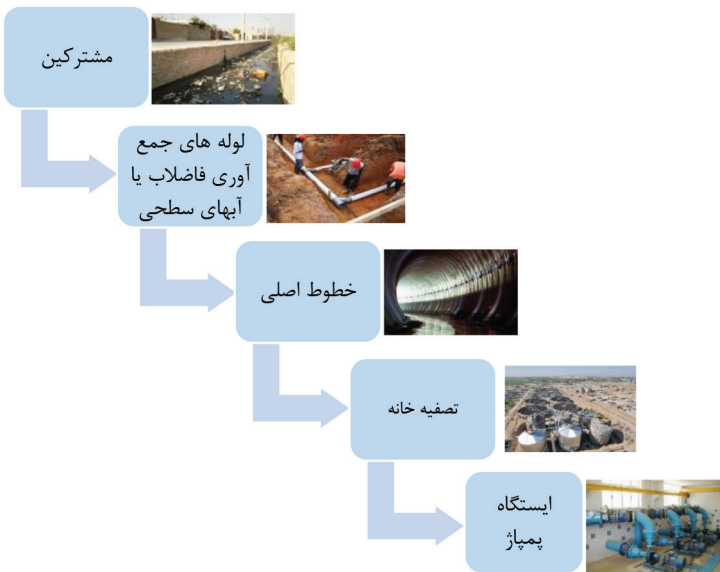 مشترکین
لوله های جمع
آوری فاضلاب یا
آبهای سطحی
خطوط اصلی
تصفیه خانه
ایستگاه
پمپاژ